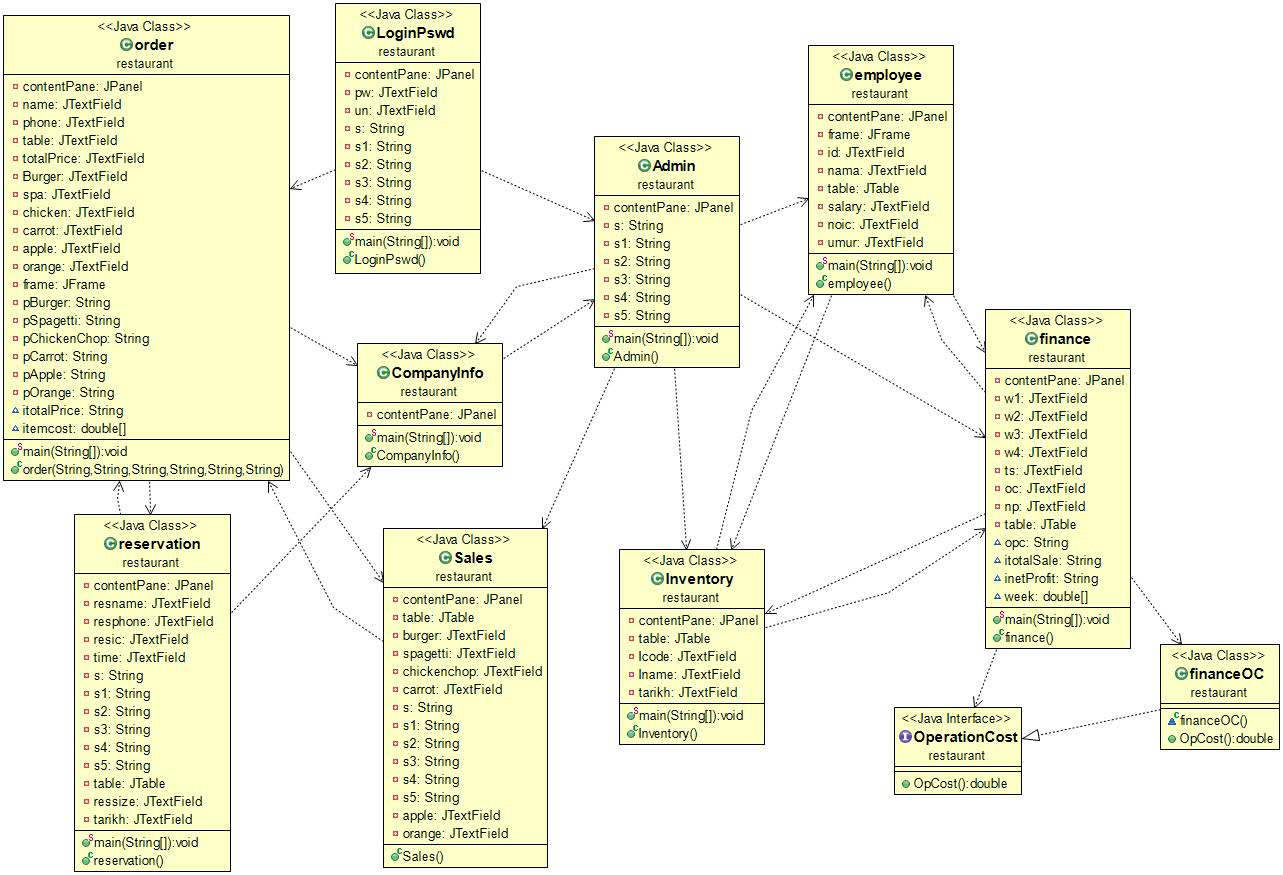 <<Java Class>>
order
restaurant
contentPane: JPanel
name: JTextField
phone: JTextField
table: JTextField
totalPrice: JTextField
Burger: JTextField
spa: JTextField
chicken: JTextField
carrot: JTextField
apple: JTextField
orange: JTextField
frame: JFrame
pBurger: String
pSpagetti: String
pChickenChop: String
pCarrot: String
pApple: String
pOrange: String
itotalPrice: String
itemcost: double[]
main(String[]):void
order(String,String,String,String,String,String)
<<Java Class>>
LoginPswd
restaurant
contentPane: JPanel
pw: JTextField
un: JTextField
s: String
s1: String
s2: String
s3: String
s4: String
s5: String
main(String[]):void
LoginPswd()
<<Java Class>>
Admin
restaurant
contentPane: JPanel
s: String
s1: String
s2: String
s3: String
s4: String
s5: String
main(String[]):void
Admin()
<<Java Class>>
employee
restaurant
contentPane: JPanel
frame: JFrame
id: JTextField
nama: JTextField
table: JTable
salary: JTextField
noic: JTextField
umur: JTextField
main(String[]):void
employee()
<<Java Class>>
CompanyInfo
restaurant
contentPane: JPanel
main(String[]):void
CompanyInfo()
<<Java Class>>
finance
restaurant
contentPane: JPanel
w1: JTextField
w2: JTextField
w3: JTextField
w4: JTextField
ts: JTextField
oc: JTextField
np: JTextField
table: JTable
opc: String
itotalSale: String
inetProfit: String
week: double[]
main(String[]):void
finance()
<<Java Class>>
reservation
restaurant
contentPane: JPanel
resname: JTextField
resphone: JTextField
resic: JTextField
time: JTextField
s: String
s1: String
s2: String
s3: String
s4: String
s5: String
table: JTable
ressize: JTextField
tarikh: JTextField
main(String[]):void
reservation()
<<Java Class>>
Sales
restaurant
contentPane: JPanel
table: JTable
burger: JTextField
spagetti: JTextField
chickenchop: JTextField
carrot: JTextField
s: String
s1: String
s2: String
s3: String
s4: String
s5: String
apple: JTextField
orange: JTextField
Sales()
<<Java Class>>
Inventory
restaurant
contentPane: JPanel
table: JTable
Icode: JTextField
Iname: JTextField
tarikh: JTextField
main(String[]):void
Inventory()
<<Java Interface>>
OperationCost
restaurant
OpCost():double
<<Java Class>>
financeOC
restaurant
financeOC()
OpCost():double